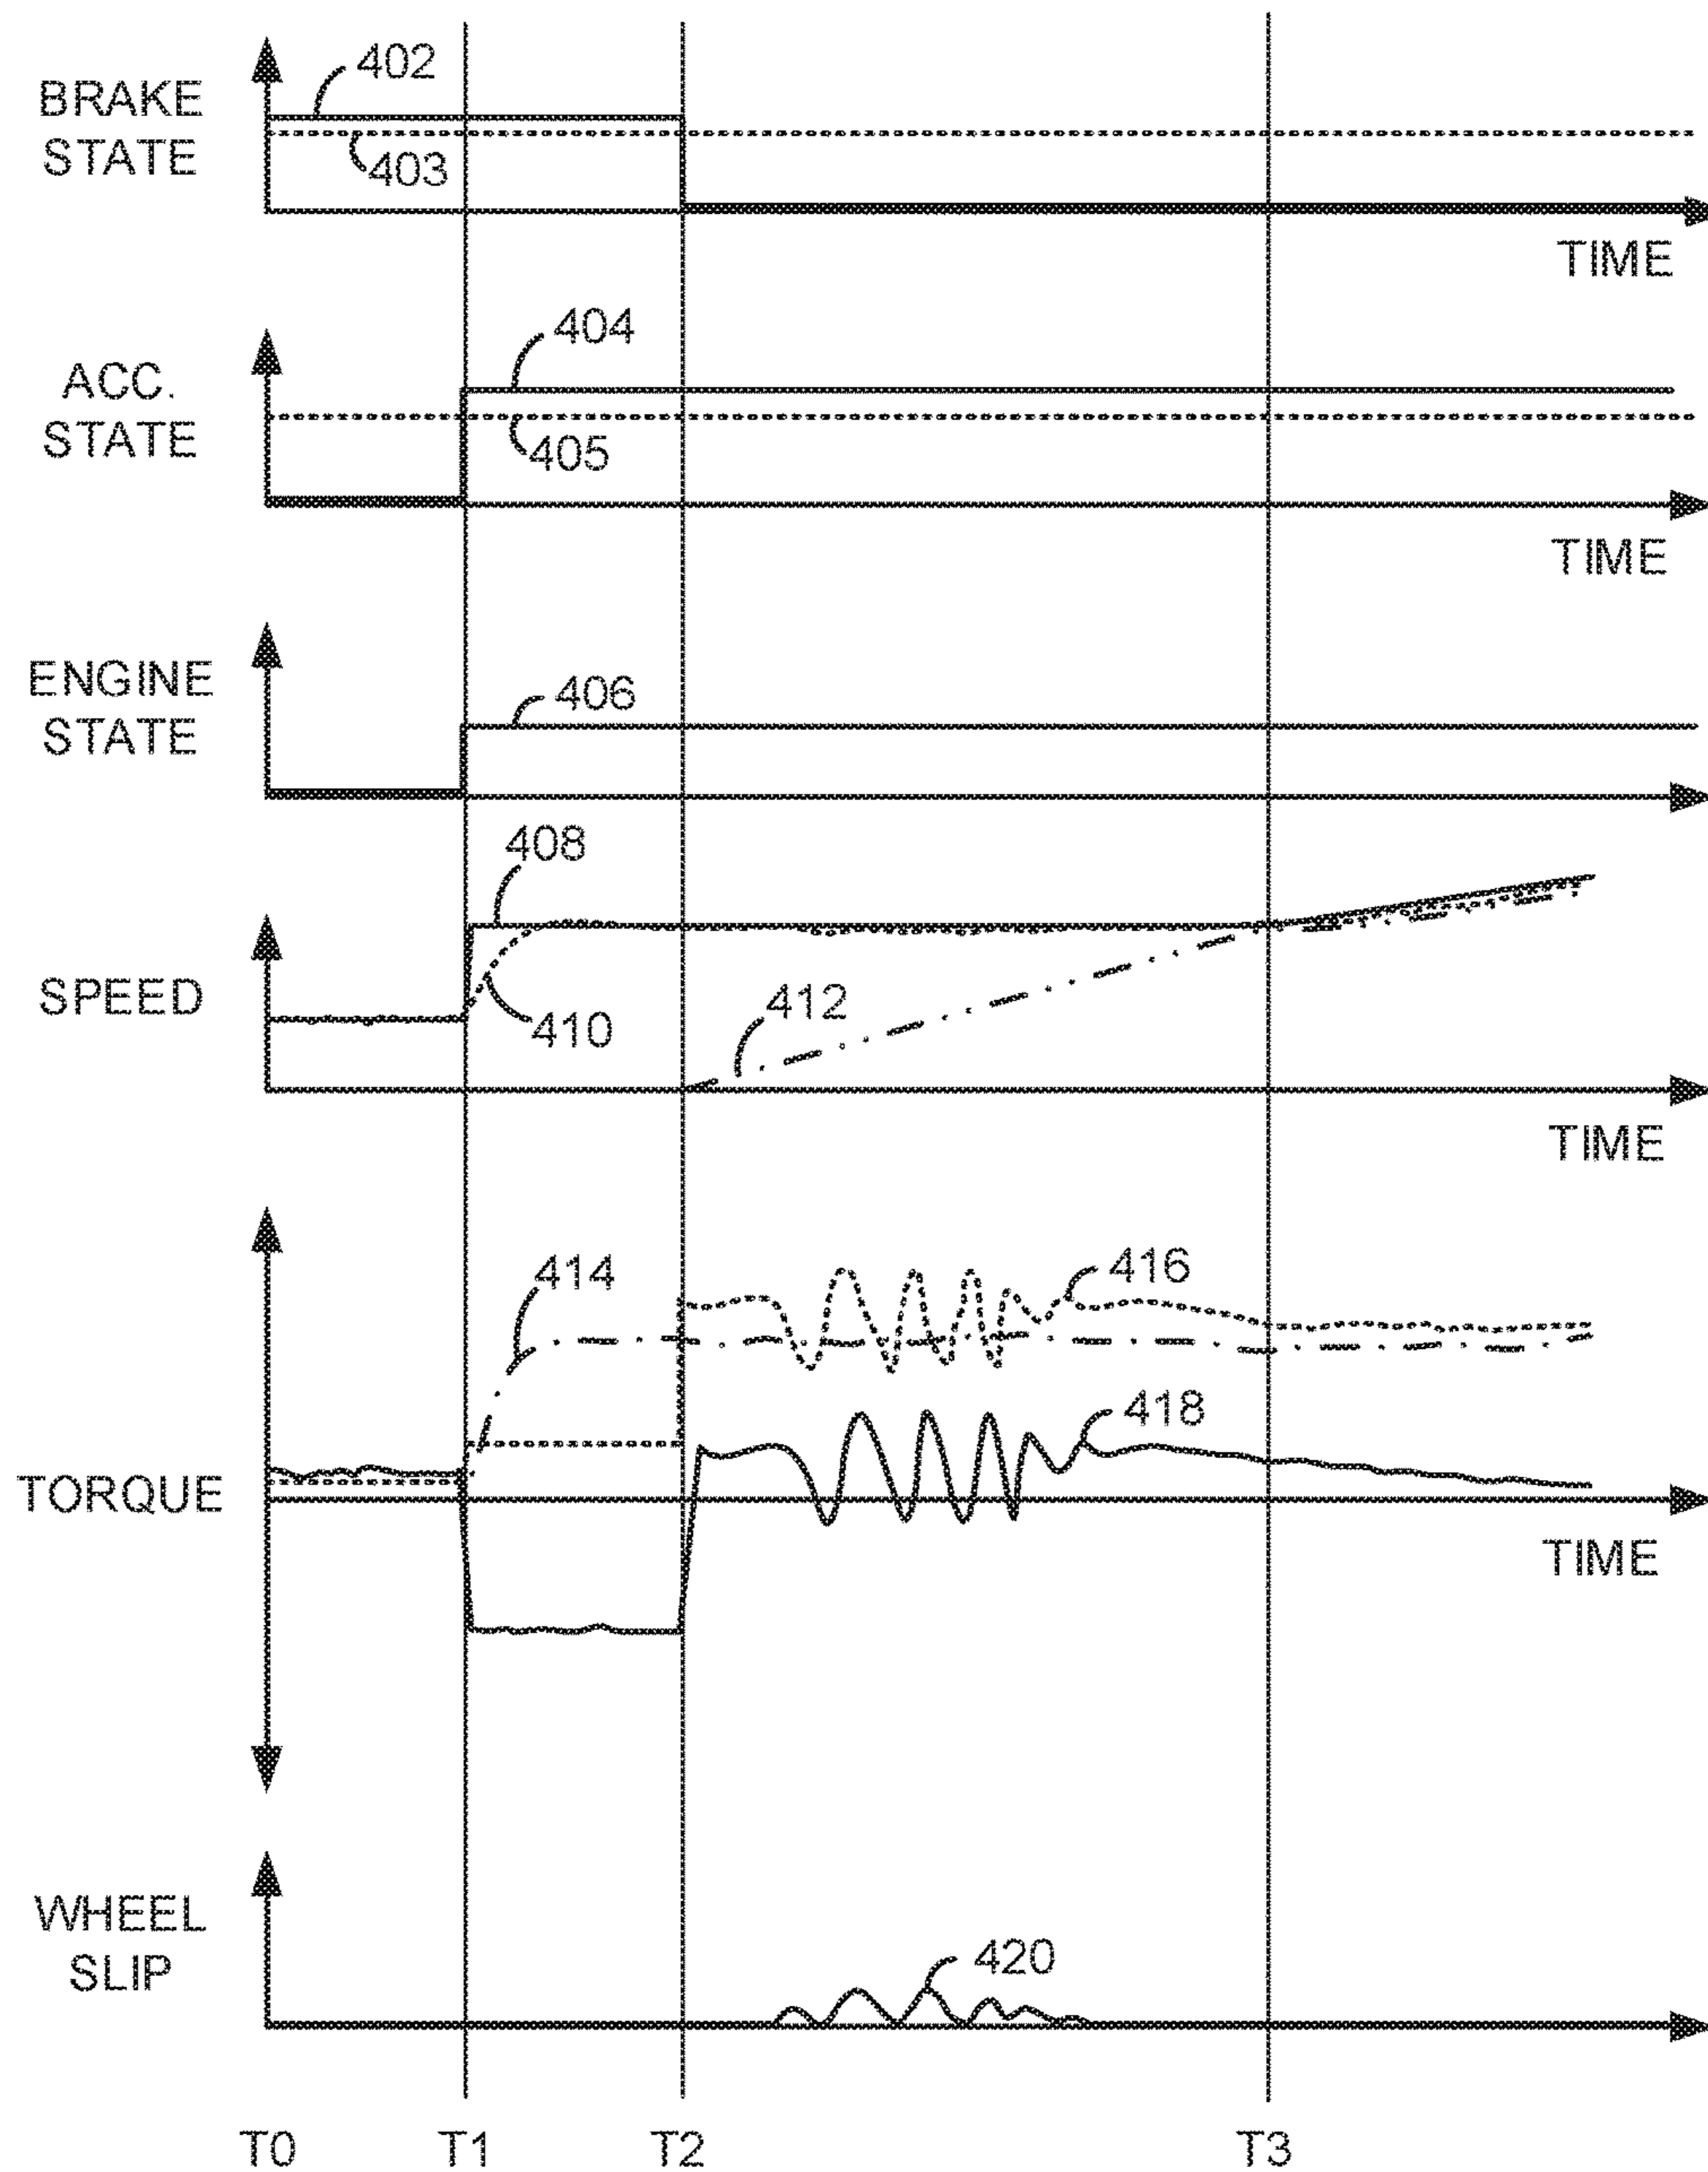 402
BRAKE
STATE
403
TIME
404
ACC.
STATE
405
TIME
ENGINE
STATE
406
408
SPEED
410
412
TIME
414
416
418
TORQUE
TIME
WHEEL
SLIP
420
T0 T1 T2 T3